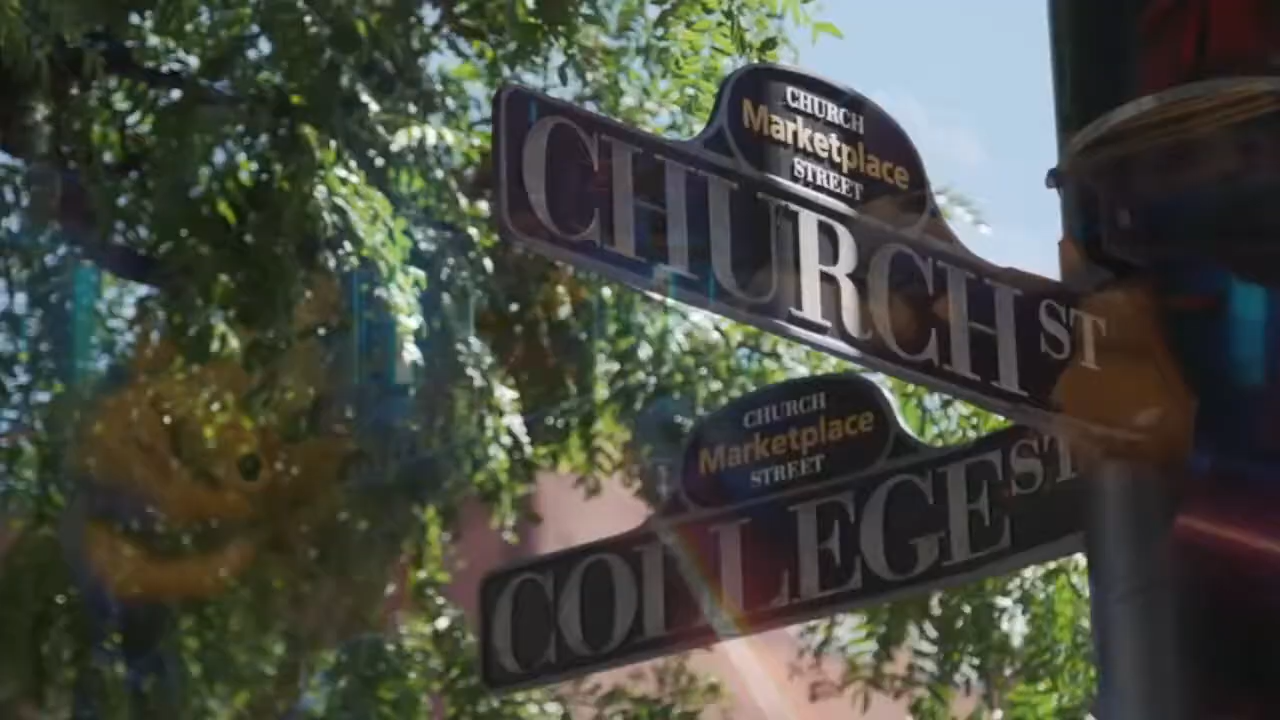 CHURCH
Marketplace
STREET
CHURCH ST
CHURCH
Marketplace
STREET
COLLEGE ST